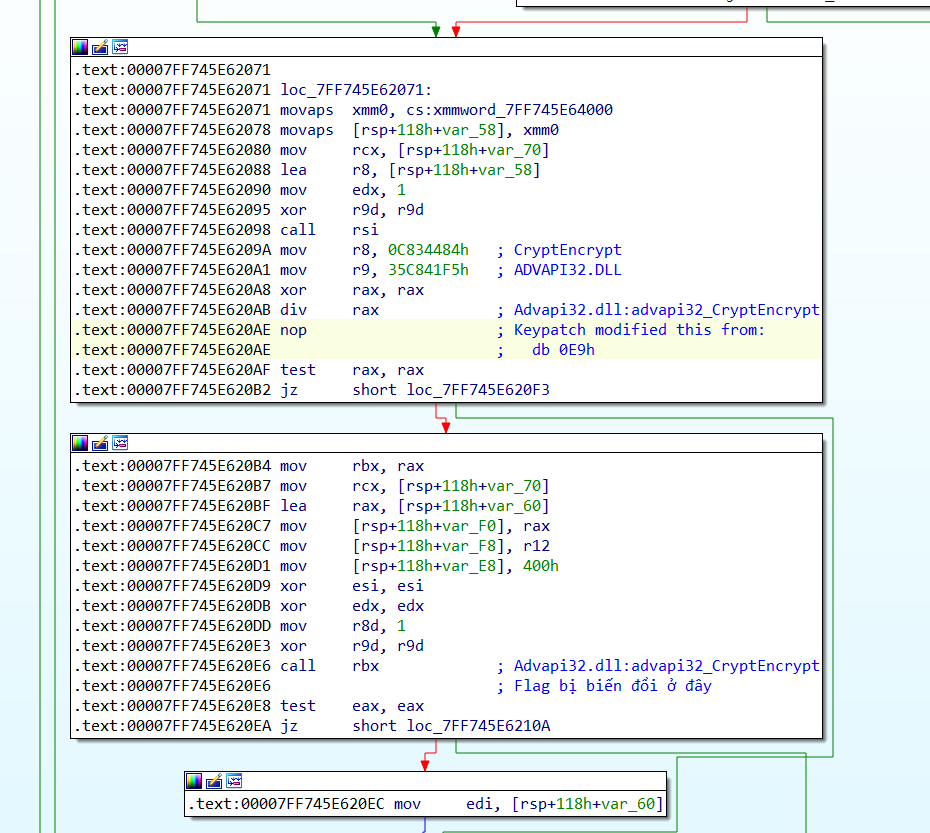 .text:00007FF745E62071
.text:00007FF745E62071 loc_7FF745E62071:
.text:00007FF745E62071 movaps xmm0, cs:xmmword_7FF745E64000
.text:00007FF745E62078 movaps [rsp+118h+var_58], xmm0
.text:00007FF745E62080 mov rcx, [rsp+118h+var_70]
.text:00007FF745E62088 lea r8, [rsp+118h+var_58]
.text:00007FF745E62090 mov edx, 1
.text:00007FF745E62095 xor r9d, r9d
.text:00007FF745E62098 call rsi
.text:00007FF745E6209A mov r8, 0C834484h ; CryptEncrypt
.text:00007FF745E620A1 mov r9, 35C841F5h ; ADVAPI32.DLL
.text:00007FF745E620A8 xor rax, rax
.text:00007FF745E620AB div rax ; Advapi32.dll:advapi32_CryptEncrypt
.text:00007FF745E620AE nop ; Keypatch modified this from:
.text:00007FF745E620AE ; db 0E9h
.text:00007FF745E620AF test rax, rax
.text:00007FF745E620B2 jz short loc_7FF745E620F3
.text:00007FF745E620B4 mov rbx, rax
.text:00007FF745E620B7 mov rcx, [rsp+118h+var_70]
.text:00007FF745E620BF lea rax, [rsp+118h+var_60]
.text:00007FF745E620C7 mov [rsp+118h+var_F0], rax
.text:00007FF745E620CC mov [rsp+118h+var_F8], r12
.text:00007FF745E620D1 mov [rsp+118h+var_E8], 400h
.text:00007FF745E620D9 xor esi, esi
.text:00007FF745E620DB xor edx, edx
.text:00007FF745E620DD mov r8d, 1
.text:00007FF745E620E3 xor r9d, r9d
.text:00007FF745E620E6 call rbx ; Advapi32.dll:advapi32_CryptEncrypt
.text:00007FF745E620E6 ; Flag bị biến đổi ở đây
.text:00007FF745E620E8 test eax, eax
.text:00007FF745E620EA jz short loc_7FF745E6210A
.text:00007FF745E620EC mov edi, [rsp+118h+var_60]